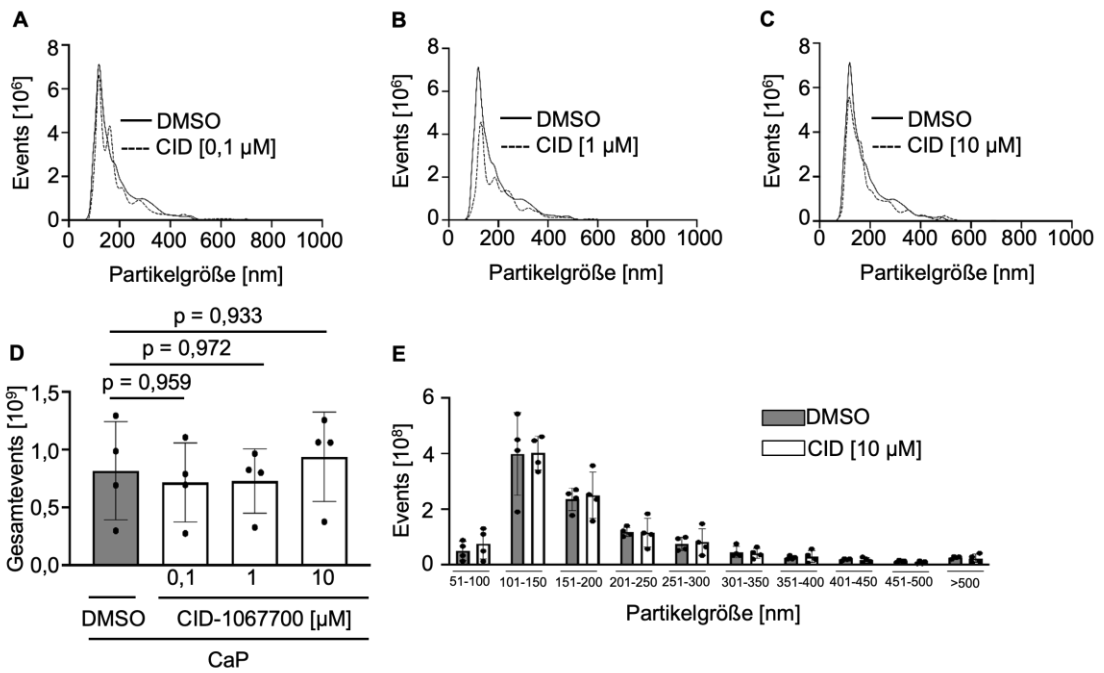 A
Events [10⁶]
8
6
4
2
0
DMSO
CID [0,1 µM]
0 200 400 600 800 1000
Partikelgröße [nm]
B
Events [10⁶]
8
6
4
2
0
DMSO
CID [1 µM]
0 200 400 600 800 1000
Partikelgröße [nm]
C
Events [10⁶]
8
6
4
2
0
DMSO
CID [10 µM]
0 200 400 600 800 1000
Partikelgröße [nm]
D
p = 0,933
p = 0,972
p = 0,959
Gesamtevents [10⁹]
1,5
1,0
0,5
0,0
0,1 1 10
DMSO CID-1067700 [µM]
CaP
E
Events [10⁸]
6
4
2
0
DMSO
CID [10 µM]
51-100 101-150 151-200 201-250 251-300 301-350 351-400 401-450 451-500 >500
Partikelgröße [nm]